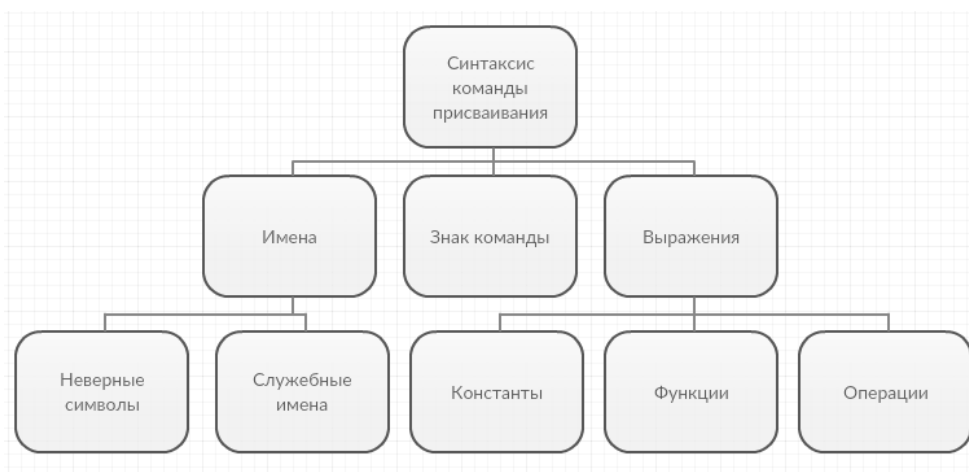 Синтаксис
команды
присваивания
Имена
Знак команды
Выражения
Неверные
символы
Служебные
имена
Константы
Функции
Операции